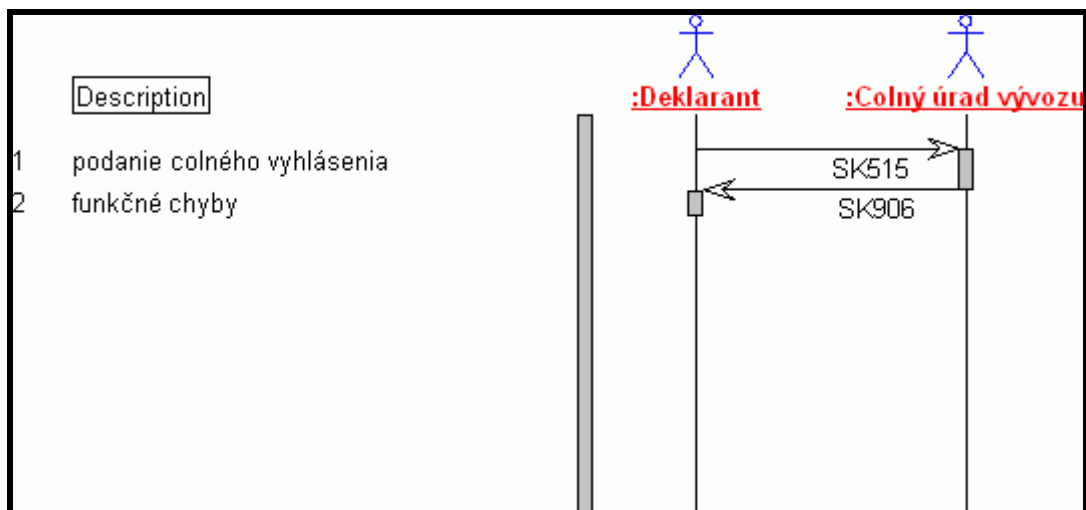 Description
:Deklarant :Colný úrad vývozu
1 podanie colného vyhlásenia
SK515
2 funkčné chyby
SK906